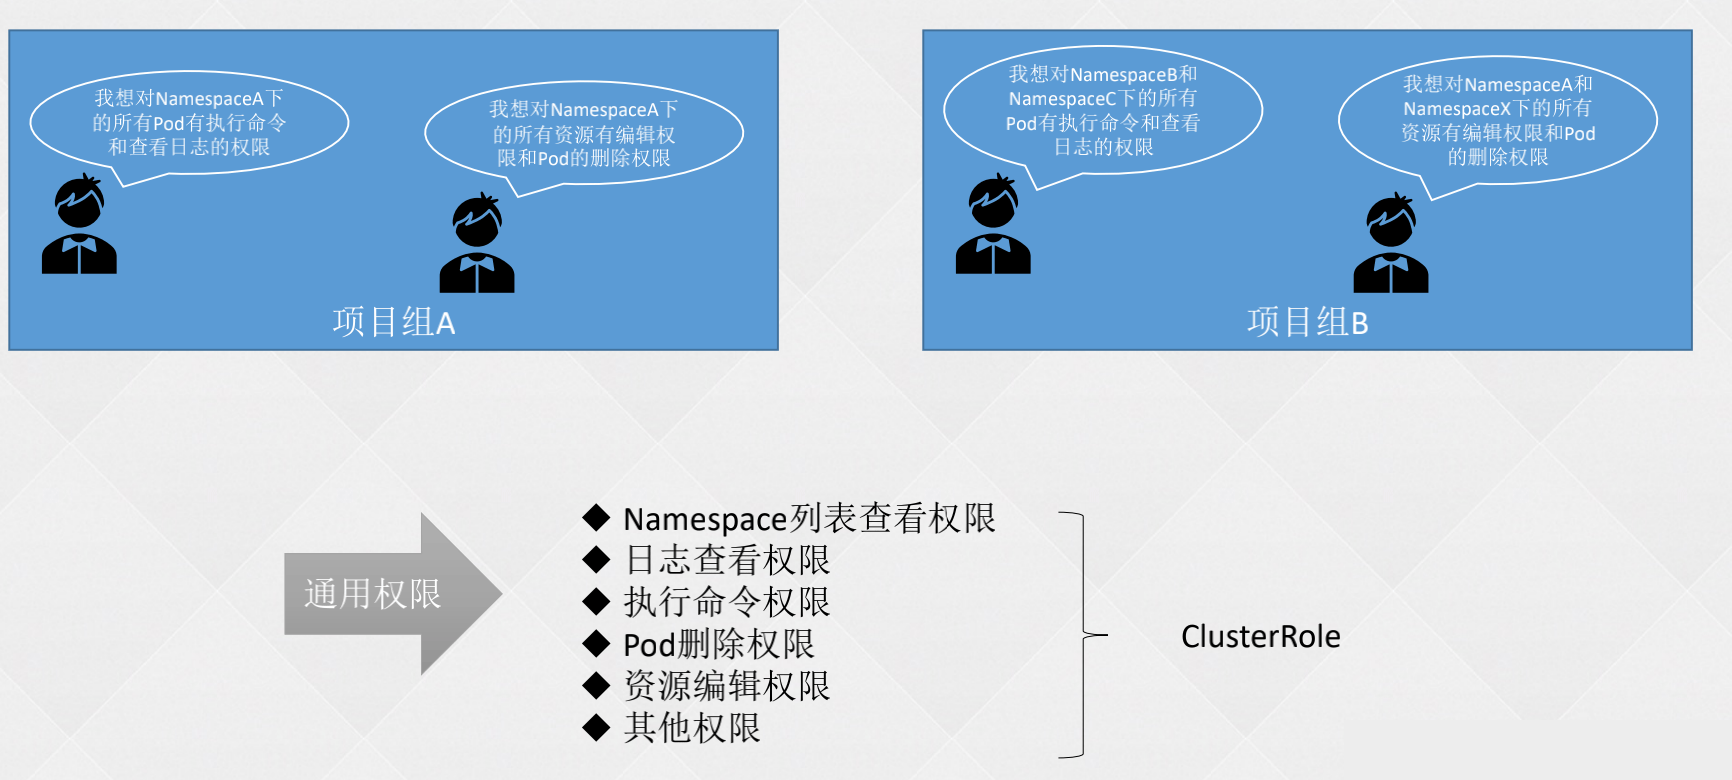 我想对NamespaceA下
的所有Pod有执行命令
和查看日志的权限
我想对NamespaceA下
的所有资源有编辑权
限和Pod的删除权限
项目组A
我想对NamespaceB和
NamespaceC下的所有
Pod有执行命令和查看
日志的权限
我想对NamespaceA和
NamespaceX下的所有
资源有编辑权限和Pod
的删除权限
项目组B
通用权限
Namespace列表查看权限
日志查看权限
执行命令权限
Pod删除权限
资源编辑权限
其他权限
ClusterRole